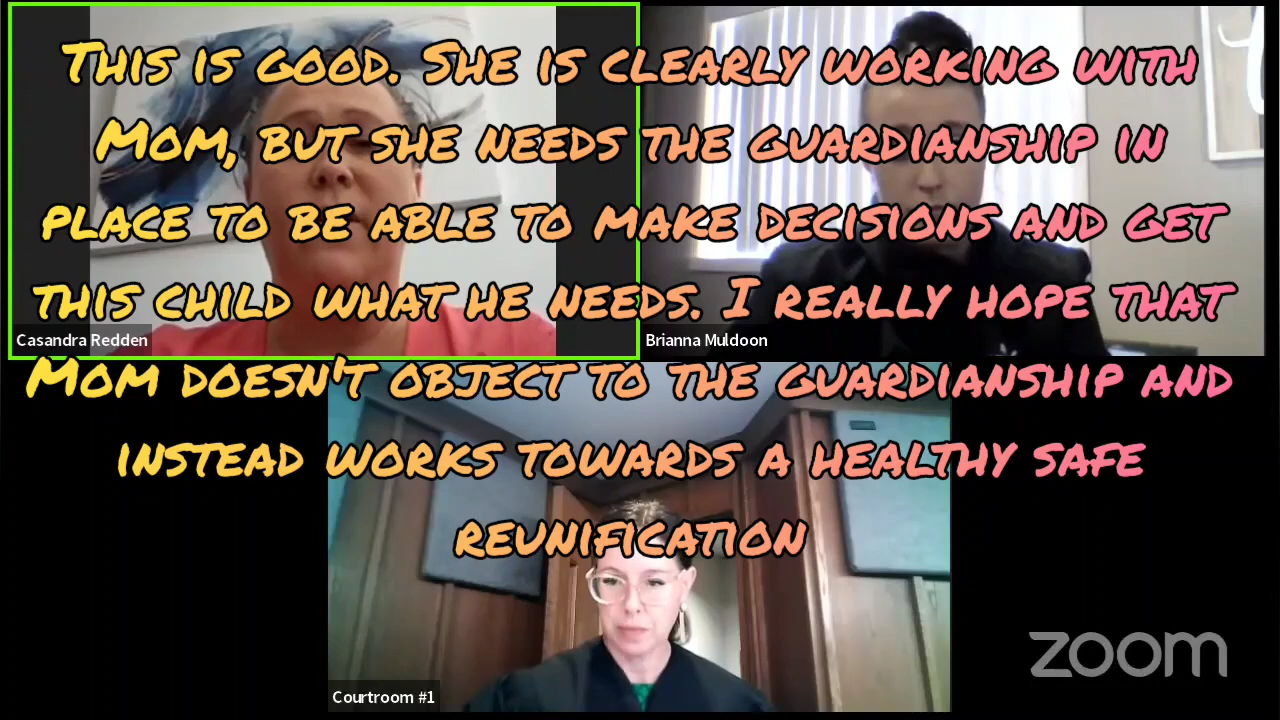 This is good. She is clearly working with
Mom, but she needs the guardianship in
place to be able to make decisions and get
this child what he needs. I really hope that
Casandra Redden
Brianna Muldoon
Mom doesn't object to the guardianship and
instead works towards a healthy safe
reunification
zoom
Courtroom #1